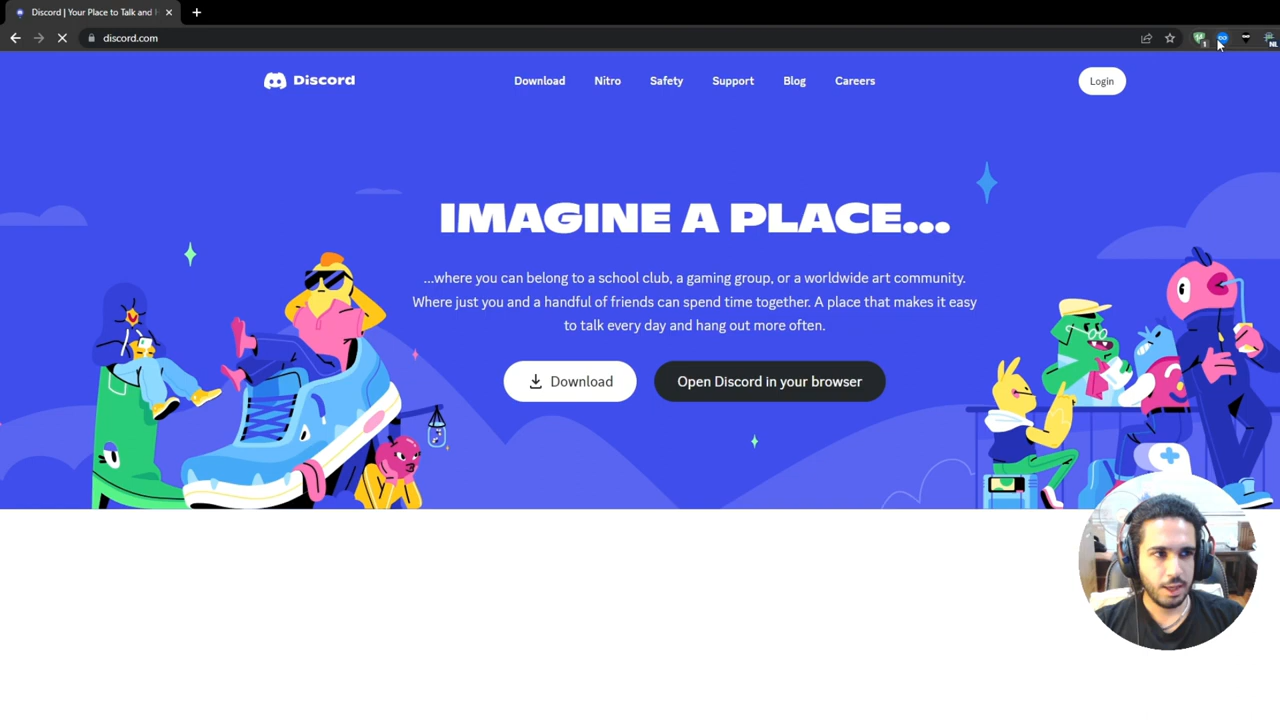 Discord | Your Place to Talk and H
discord.com
1
NL
Discord
Download
Nitro
Safety
Support
Blog
Careers
Login
IMAGINE A PLACE...
...where you can belong to a school club, a gaming group, or a worldwide art community.
Where just you and a handful of friends can spend time together. A place that makes it easy
to talk every day and hang out more often.
Download
Open Discord in your browser